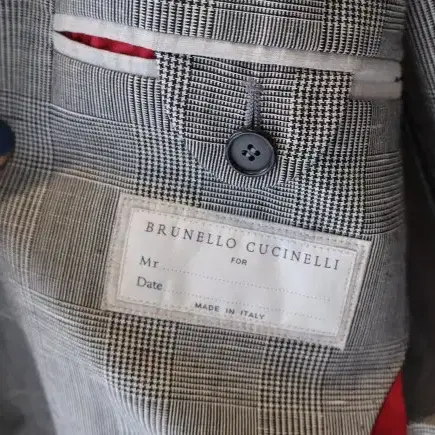 BRUNELLO CUCINELLI
FOR
Mr
Date
MADE IN ITALY